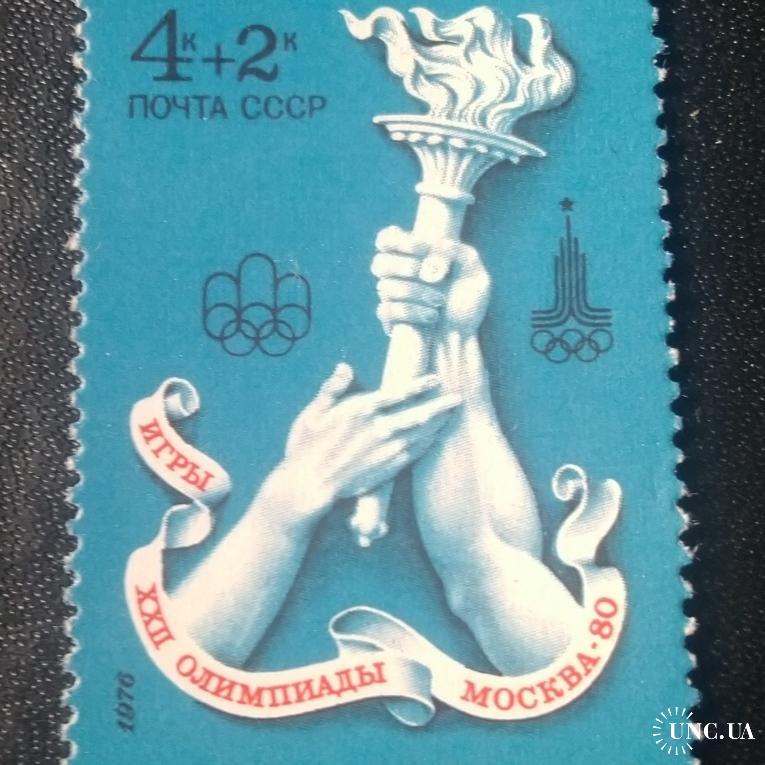 4к+2к
ПОЧТА СССР
ИГРЫ
XXII ОЛИМПИАДЫ
МОСКВА-80
1976
UNC.UA